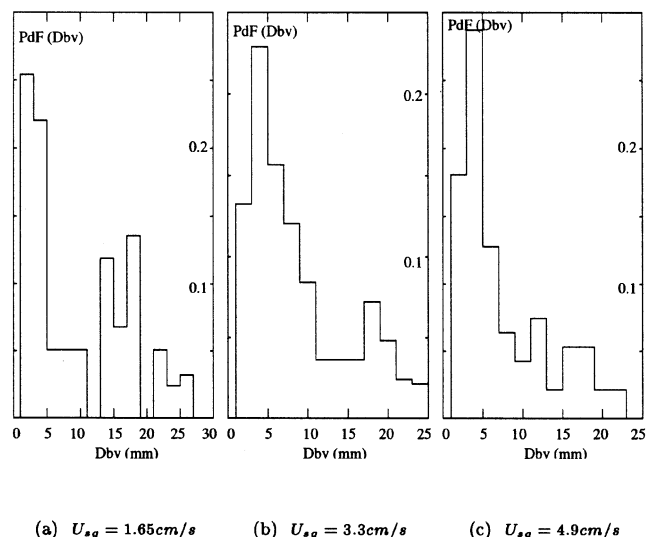 PdF (Dbv)
0.2
0.1
0 5 10 15 20 25 30
Dbv (mm)
PdF (Dbv)
0.2
0.1
0 5 10 15 20 25
Dbv (mm)
PdF (Dbv)
0.2
0.1
0 5 10 15 20 25
Dbv (mm)
(a) Usg = 1.65cm/s
(b) Usg = 3.3cm/s
(c) Usg = 4.9cm/s